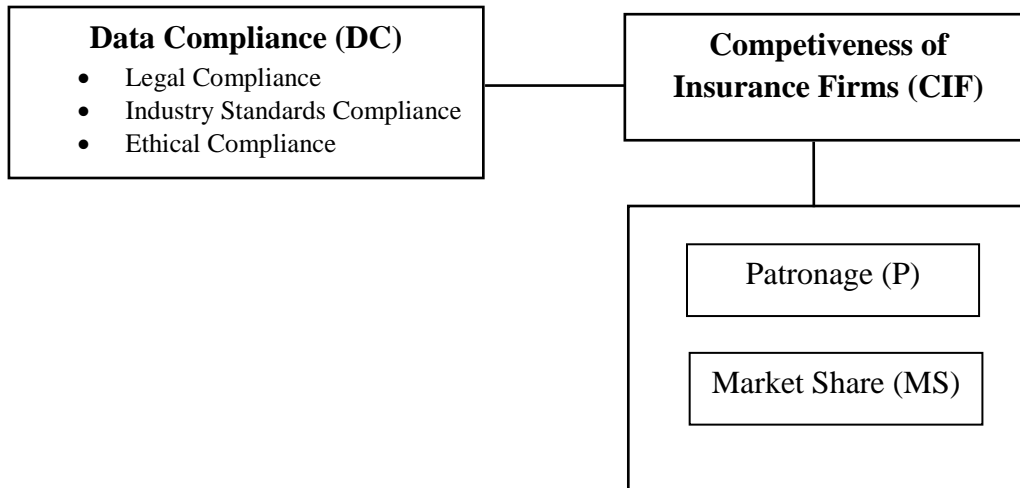 Data Compliance (DC)
• Legal Compliance
• Industry Standards Compliance
• Ethical Compliance
Competiveness of
Insurance Firms (CIF)
Patronage (P)
Market Share (MS)